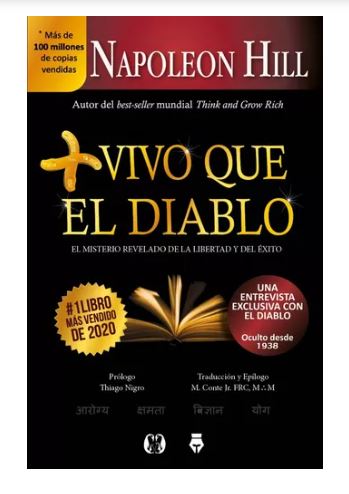 * Más de
100 millones
de copias
vendidas
NAPOLEON HILL
Autor del best-seller mundial Think and Grow Rich
+VIVO QUE
EL DIABLO
EL MISTERIO REVELADO DE LA LIBERTAD Y DEL ÉXITO
#1 LIBRO
MÁS VENDIDO
DE 2020
UNA
ENTREVISTA
EXCLUSIVA CON
EL DIABLO
Oculto desde
1938
Prólogo
Thiago Nigro
Traducción y Epílogo
M. Conte Jr. FRC, M∴M
आरोग्य क्षमता विज्ञान योग